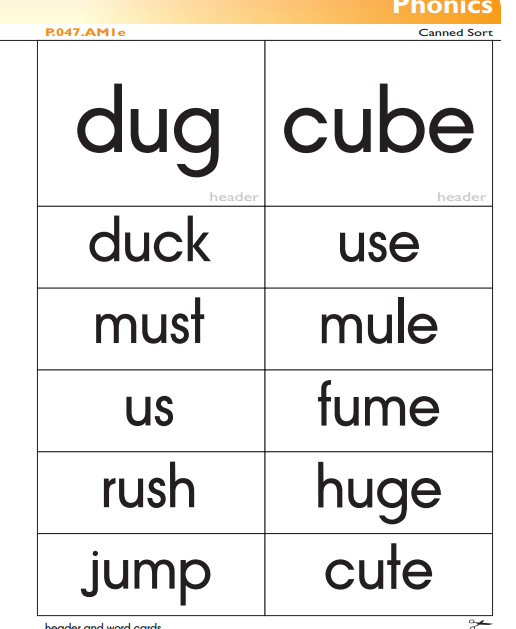 Phonics
P.047.AM1e Canned Sort
dug cube
header header
duck use
must mule
us fume
rush huge
jump cute
header and word cards